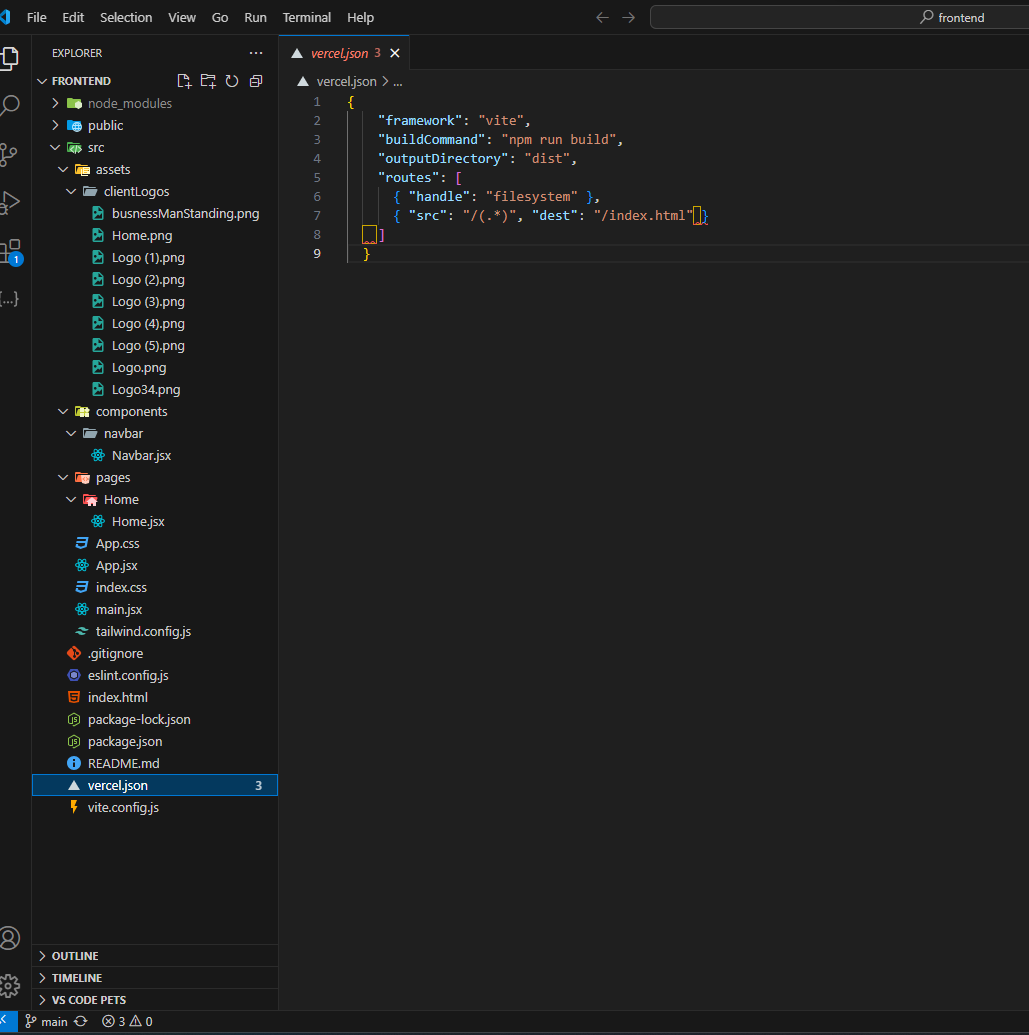 File Edit Selection View Go Run Terminal Help
frontend
EXPLORER ...
FRONTEND
node_modules
public
src
assets
clientLogos
busnessManStanding.png
Home.png
Logo (1).png
Logo (2).png
Logo (3).png
Logo (4).png
Logo (5).png
Logo.png
Logo34.png
components
navbar
Navbar.jsx
pages
Home
Home.jsx
App.css
App.jsx
index.css
main.jsx
tailwind.config.js
.gitignore
eslint.config.js
index.html
package-lock.json
package.json
README.md
vercel.json 3
vite.config.js
OUTLINE
TIMELINE
VS CODE PETS
1
{...}
vercel.json 3
vercel.json > ...
1 {
2 "framework": "vite",
3 "buildCommand": "npm run build",
4 "outputDirectory": "dist",
5 "routes": [
6 { "handle": "filesystem" },
7 { "src": "/(.*)", "dest": "/index.html" }
8 ]
9 }
main 3 0